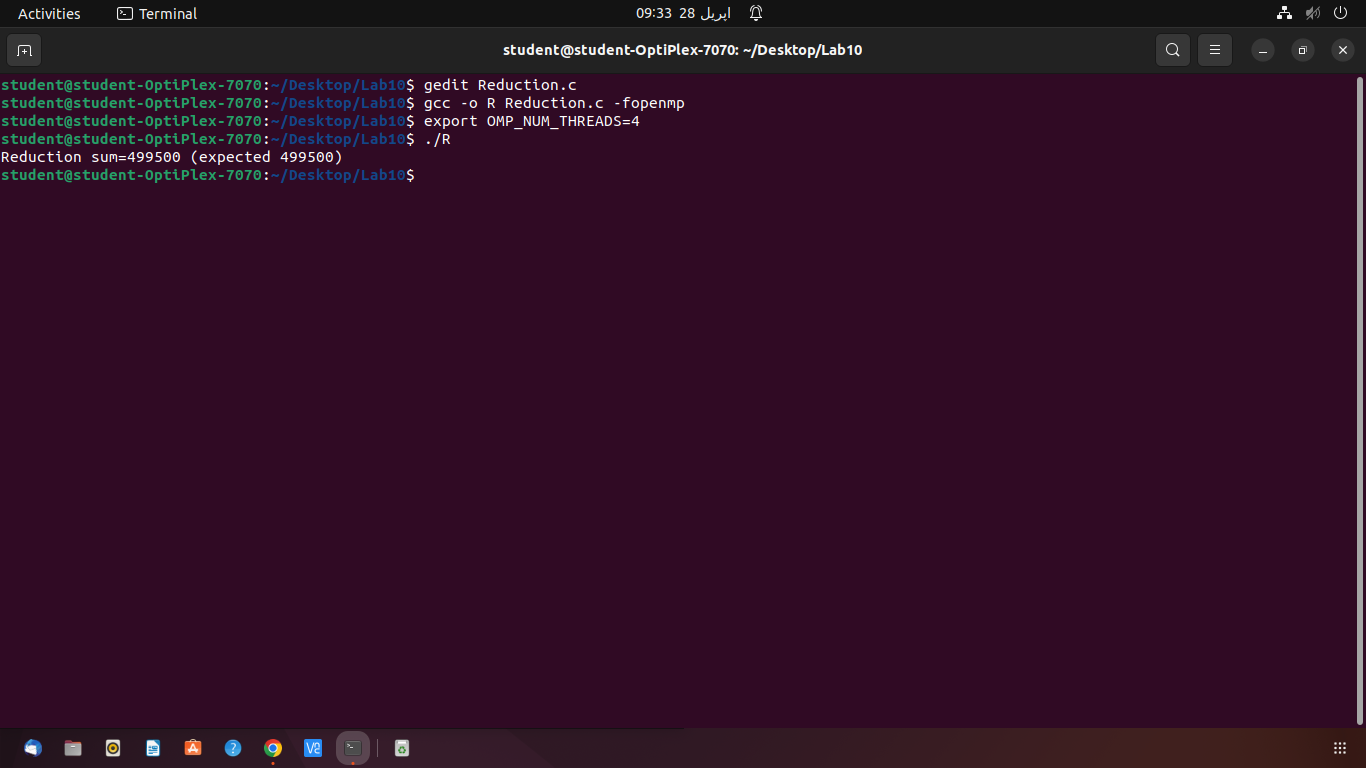 Activities
Terminal
09:33 28 اپریل
student@student-OptiPlex-7070: ~/Desktop/Lab10
student@student-OptiPlex-7070:~/Desktop/Lab10$ gedit Reduction.c
student@student-OptiPlex-7070:~/Desktop/Lab10$ gcc -o R Reduction.c -fopenmp
student@student-OptiPlex-7070:~/Desktop/Lab10$ export OMP_NUM_THREADS=4
student@student-OptiPlex-7070:~/Desktop/Lab10$ ./R
Reduction sum=499500 (expected 499500)
student@student-OptiPlex-7070:~/Desktop/Lab10$